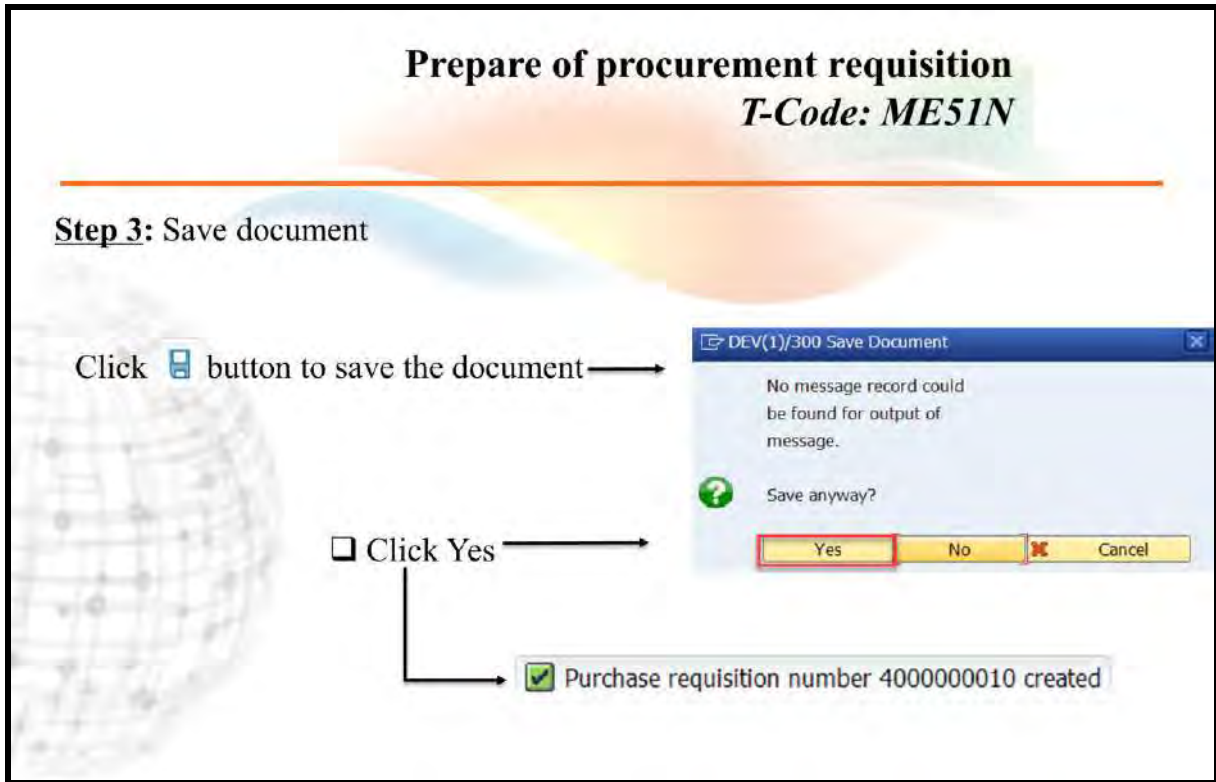 Prepare of procurement requisition
T-Code: ME51N
Step 3: Save document
Click button to save the document
DEV(1)/300 Save Document
No message record could
be found for output of
message.
Save anyway?
Yes No Cancel
Click Yes
Purchase requisition number 4000000010 created